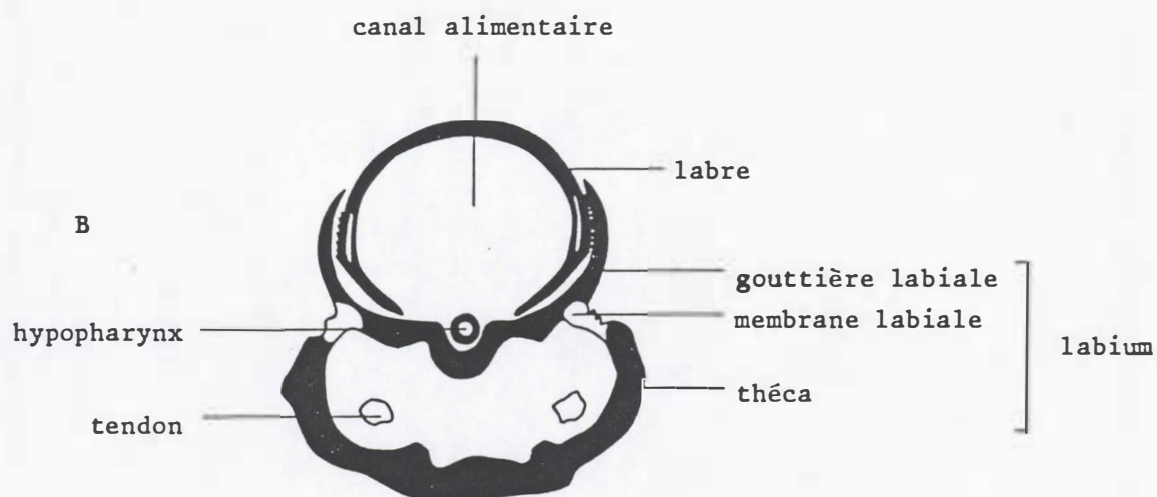 canal alimentaire
labre
B
gouttière labiale
hypopharynx
membrane labiale
labium
théca
tendon